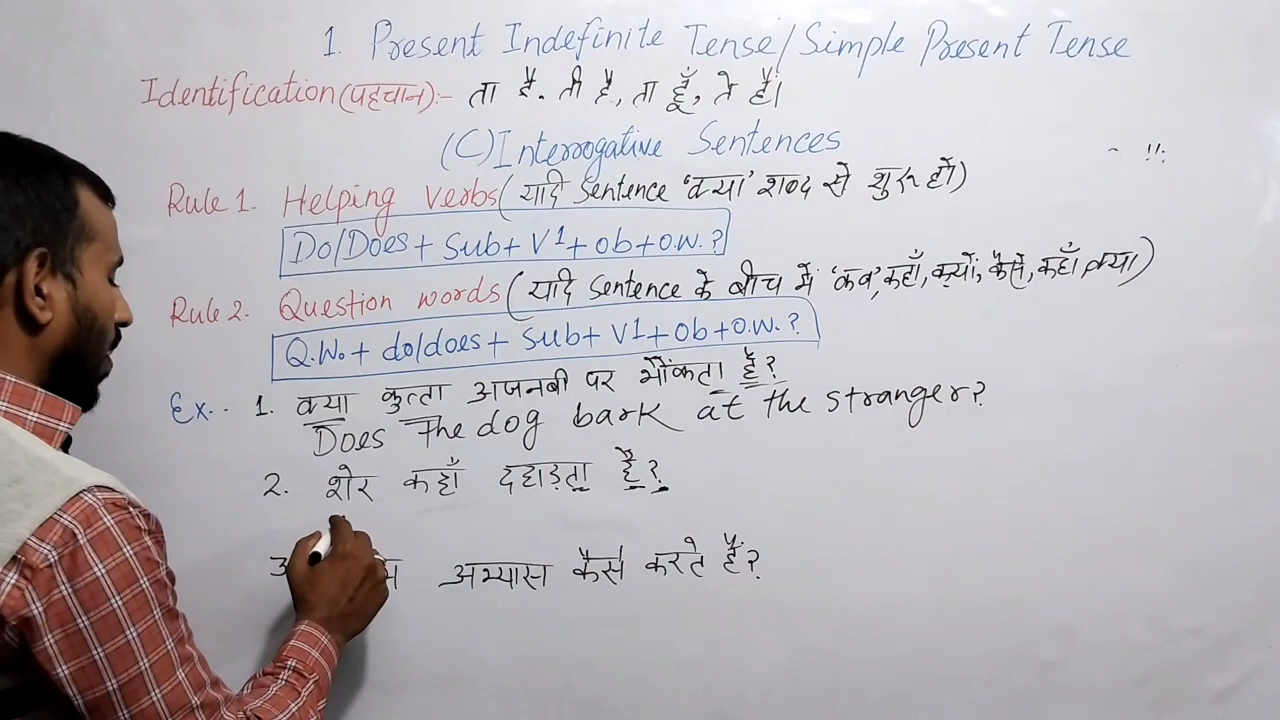 1. Present Indefinite Tense/Simple Present Tense
Identification(पहचान):- ता है. ती है, ता हूँ, ते हैं।
(C)Interrogative Sentences
Rule 1. Helping verbs(यदि Sentence 'क्या' शब्द से शुरू हो)
Do/Does + Sub + V1 + ob + o.w. ?
Rule 2. Question words(यदि Sentence के बीच में 'कब', कहाँ, क्यों, कैसे, कहाँ, क्या)
Q.W. + do/does + Sub + V1 + Ob + O.W. ?
Ex.. 1. क्या कुत्ता अजनबी पर भौंकता है?
Does The dog bark at the stranger?
2. शेर कहाँ दहाड़ता है?
3 अभ्यास कैसे करते हैं?